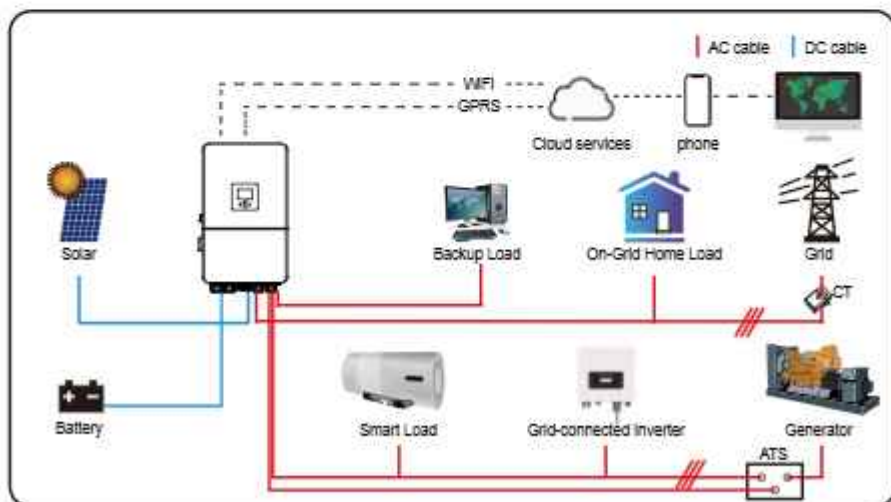 AC cable
DC cable
WIFI
GPRS
Cloud services
phone
Solar
Backup Load
On-Grid Home Load
Grid
CT
Battery
Smart Load
Grid-connected Inverter
Generator
ATS